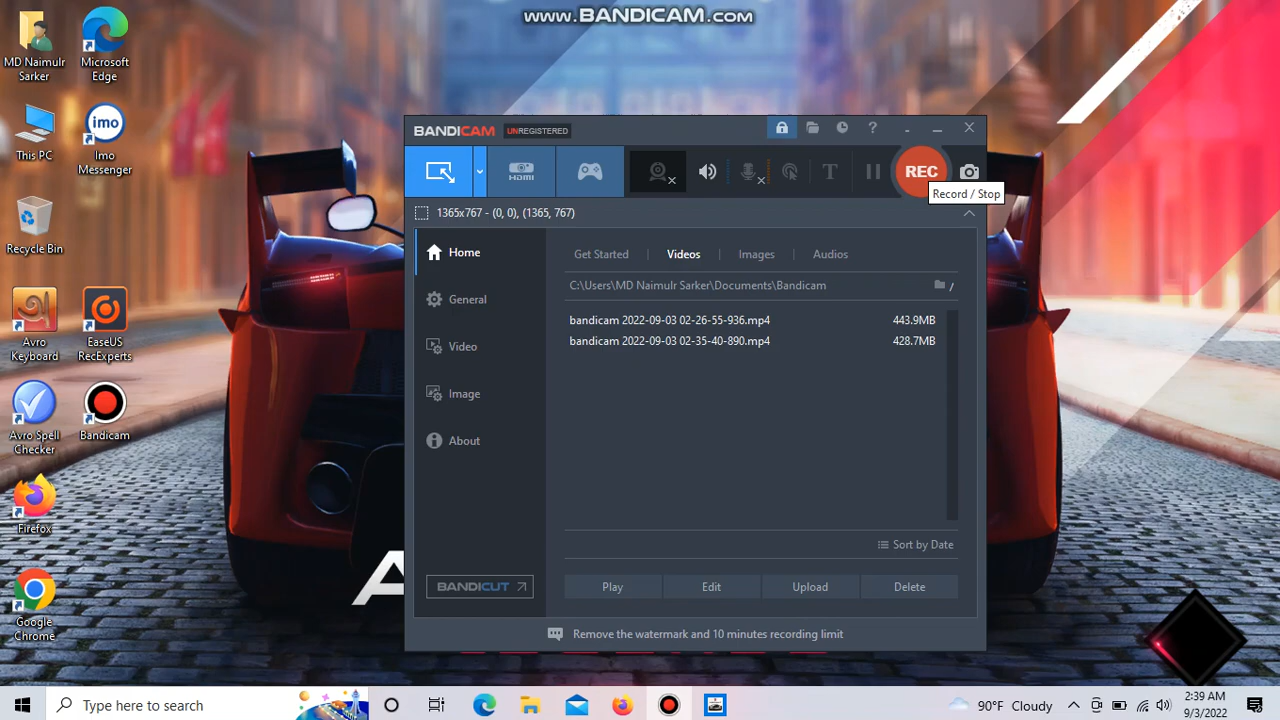 www.BANDICAM.com
MD Naimulr
Sarker
Microsoft
Edge
This PC
imo
Imo
Messenger
Recycle Bin
Avro
Keyboard
EaseUS
RecExperts
Avro Spell
Checker
Bandicam
Firefox
Google
Chrome
BANDICAM UNREGISTERED
?
HDMI
T
REC
Record / Stop
1365x767 - (0, 0), (1365, 767)
Home
General
Video
Image
About
BANDICUT
Get Started | Videos | Images | Audios
C:\Users\MD Naimulr Sarker\Documents\Bandicam
/
bandicam 2022-09-03 02-26-55-936.mp4 443.9MB
bandicam 2022-09-03 02-35-40-890.mp4 428.7MB
Sort by Date
Play Edit Upload Delete
Remove the watermark and 10 minutes recording limit
A
Type here to search
90°F Cloudy
2:39 AM
9/3/2022